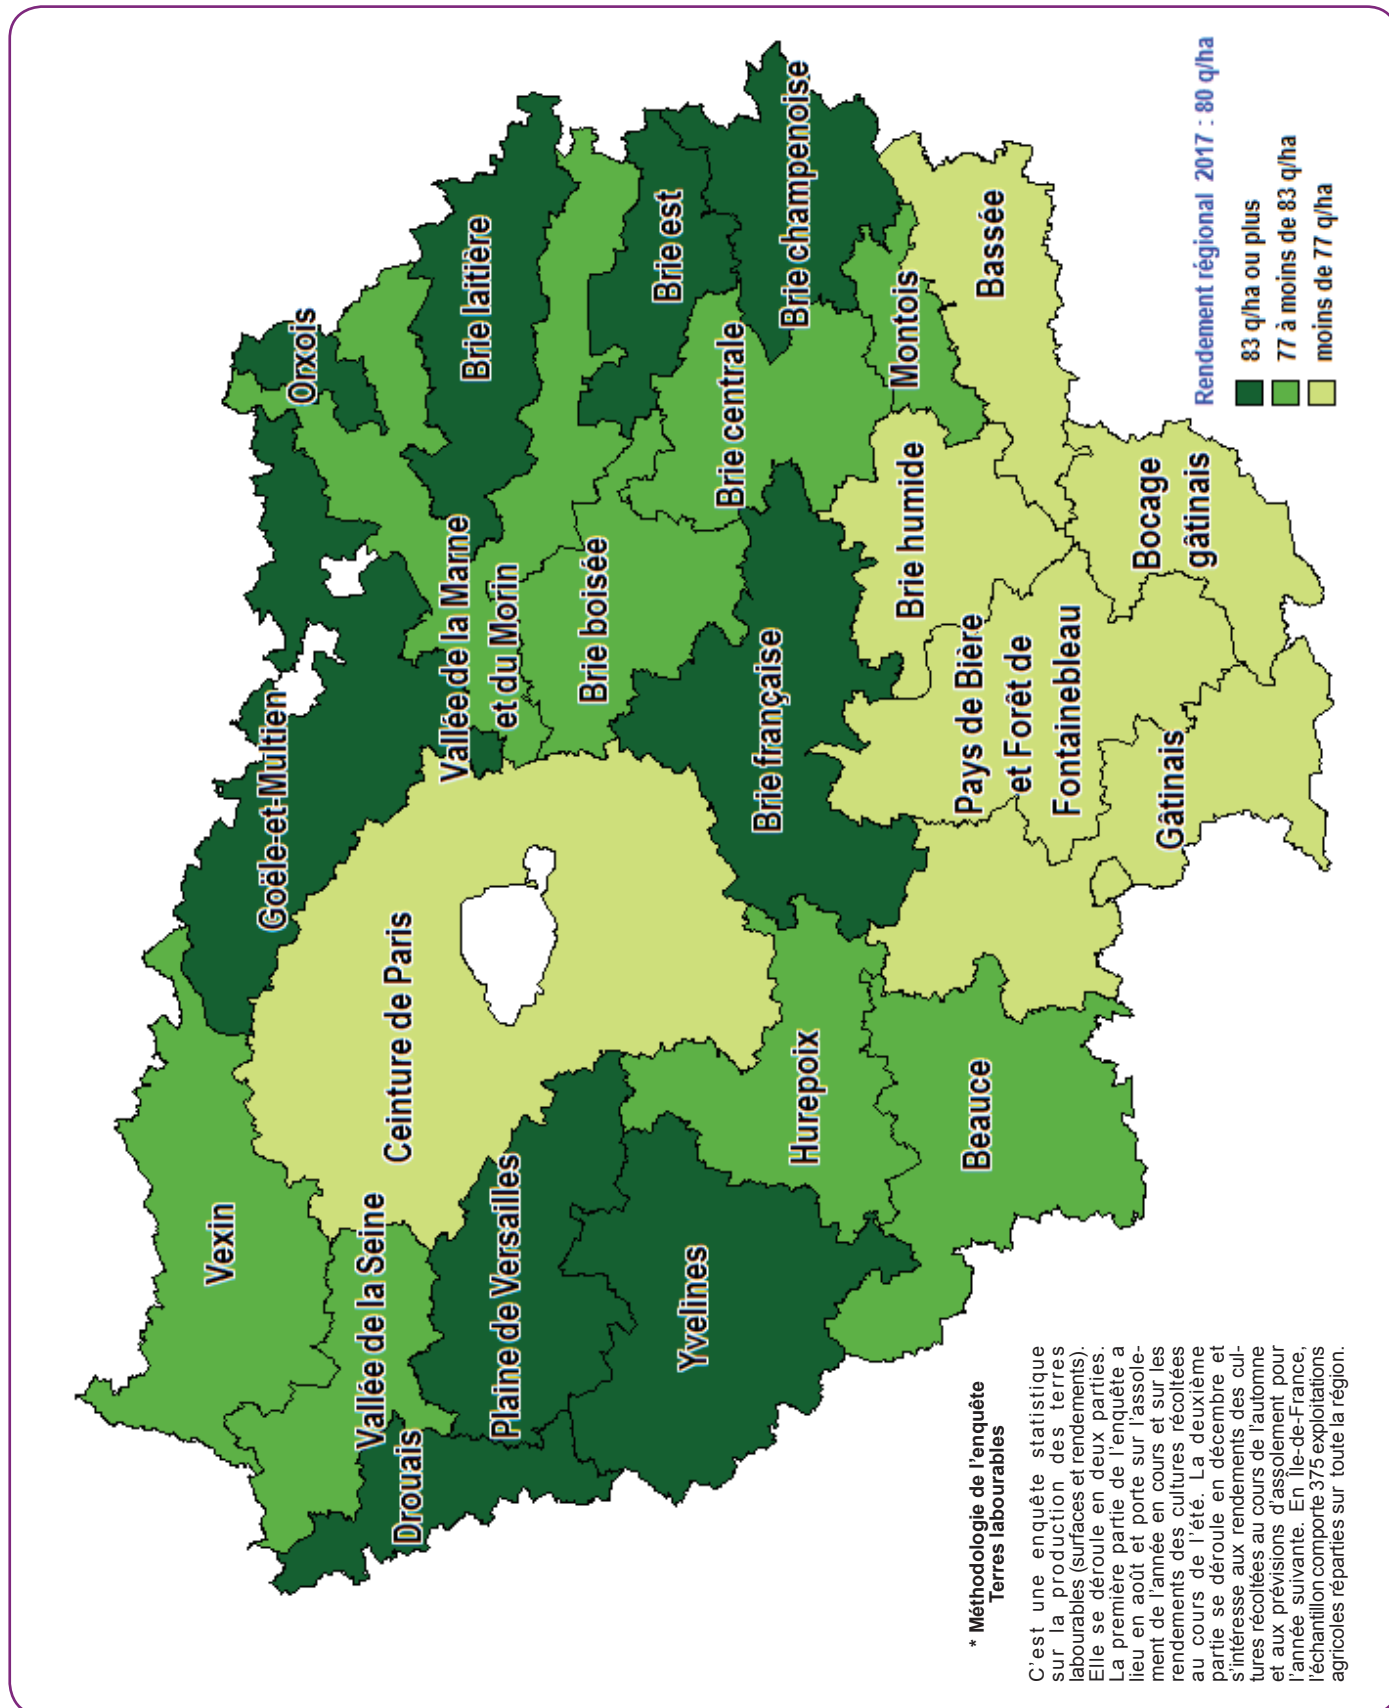 Vexin
Vallée de la Seine
Drouais
Plaine de Versailles
Yvelines
Ceinture de Paris
Hurepoix
Beauce
Goële-et-Multien
Orxois
Vallée de la Marne
et du Morin
Brie laitière
Brie boisée
Brie est
Brie centrale
Brie française
Brie champenoise
Montois
Brie humide
Bassée
Pays de Bière
et Forêt de
Fontainebleau
Bocage
gâtinais
Gâtinais
Rendement régional 2017 : 80 q/ha
83 q/ha ou plus
77 à moins de 83 q/ha
moins de 77 q/ha
* Méthodologie de l'enquête
Terres labourables
C'est une enquête statistique
sur la production des terres
labourables (surfaces et rendements).
Elle se déroule en deux parties.
La première partie de l'enquête a
lieu en août et porte sur l'assole-
ment de l'année en cours et sur les
rendements des cultures récoltées
au cours de l'été. La deuxième
partie se déroule en décembre et
s'intéresse aux rendements des cul-
tures récoltées au cours de l'automne
et aux prévisions d'assolement pour
l'année suivante. En Île-de-France,
l'échantillon comporte 375 exploitations
agricoles réparties sur toute la région.